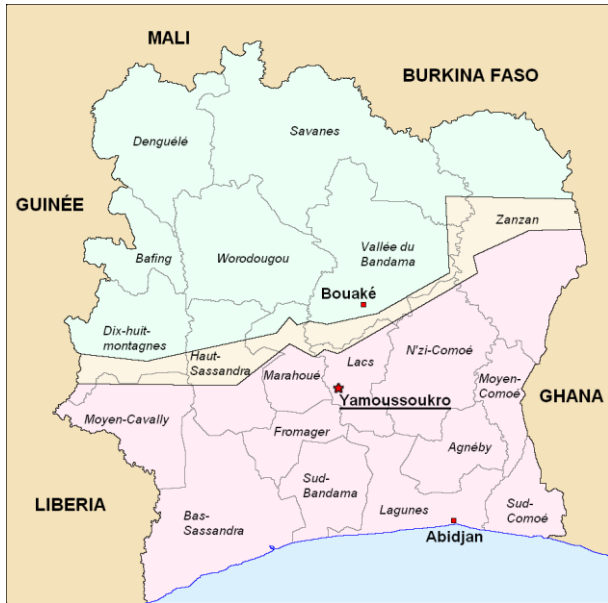 MALI
BURKINA FASO
Denguélé
Savanes
GUINÉE
Zanzan
Bafing
Worodougou
Vallée du
Bandama
Bouaké
Dix-huit-
montagnes
Haut-
Sassandra
Marahoué
Lacs
N'zi-Comoé
Moyen-
Comoé
GHANA
Yamoussoukro
Moyen-Cavally
Fromager
Agnéby
Sud-
Bandama
LIBERIA
Bas-
Sassandra
Lagunes
Sud-
Comoé
Abidjan